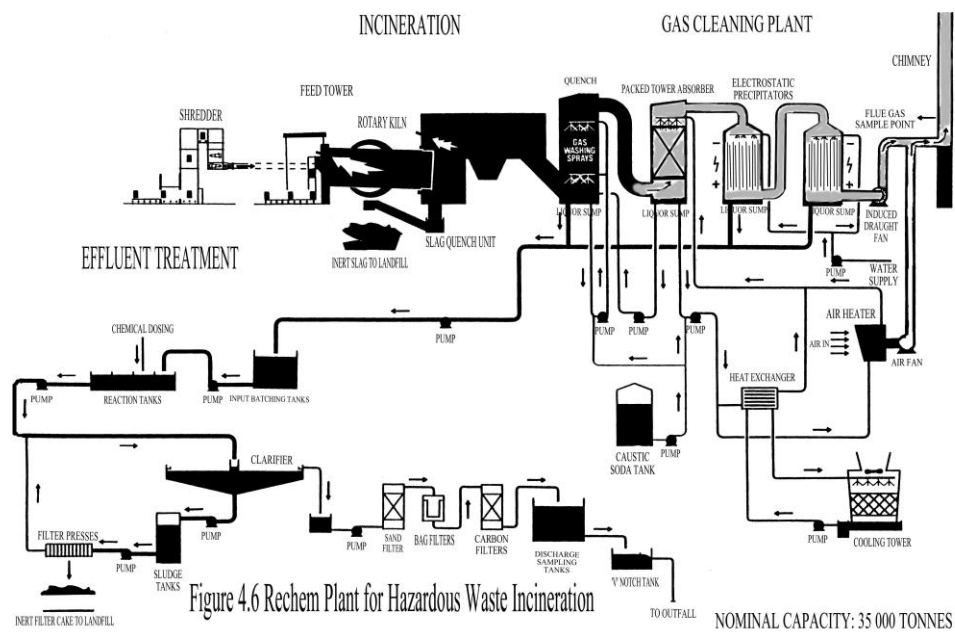 INCINERATION
GAS CLEANING PLANT
CHIMNEY
QUENCH
PACKED TOWER ABSORBER
ELECTROSTATIC
PRECIPITATORS
FEED TOWER
SHREDDER
ROTARY KILN
FLUE GAS
SAMPLE POINT
GAS
WASHING
SPRAYS
- 
+
-
+
LIQUOR SUMP
LIQUOR SUMP
LIQUOR SUMP
LIQUOR SUMP
INDUCED
DRAUGHT
FAN
SLAG QUENCH UNIT
INERT SLAG TO LANDFILL
EFFLUENT TREATMENT
PUMP
WATER
SUPPLY
AIR HEATER
AIR IN
AIR FAN
PUMP
PUMP
PUMP
PUMP
CHEMICAL DOSING
HEAT EXCHANGER
PUMP
REACTION TANKS
PUMP
INPUT BATCHING TANKS
CAUSTIC
SODA TANK
PUMP
CLARIFIER
FILTER PRESSES
PUMP
SLUDGE
TANKS
PUMP
PUMP
SAND
FILTER
BAG FILTERS
CARBON
FILTERS
DISCHARGE
SAMPLING
TANKS
'V' NOTCH TANK
PUMP
COOLING TOWER
INERT FILTER CAKE TO LANDFILL
Figure 4.6 Rechem Plant for Hazardous Waste Incineration
TO OUTFALL
NOMINAL CAPACITY: 35 000 TONNES